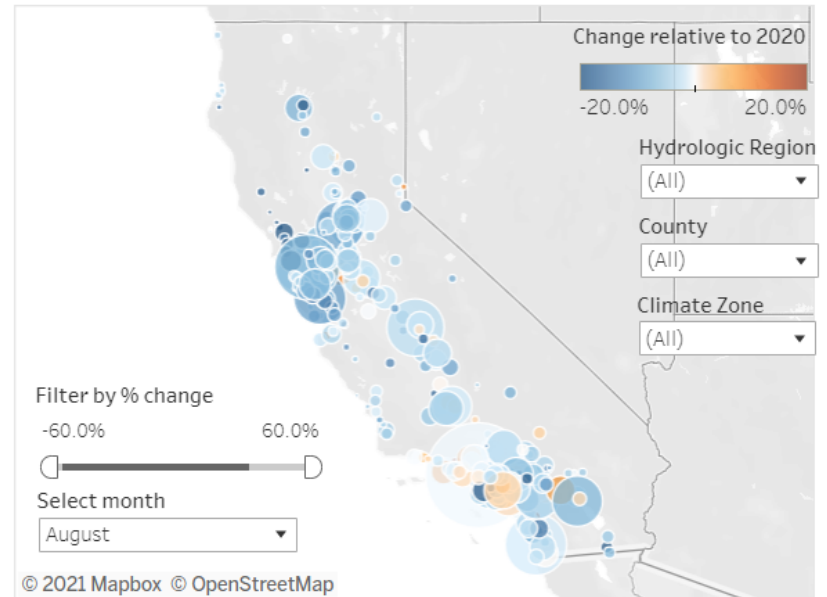 Change relative to 2020
-20.0% 20.0%
Hydrologic Region
(All)
County
(All)
Climate Zone
(All)
Filter by % change
-60.0% 60.0%
Select month
August
© 2021 Mapbox © OpenStreetMap